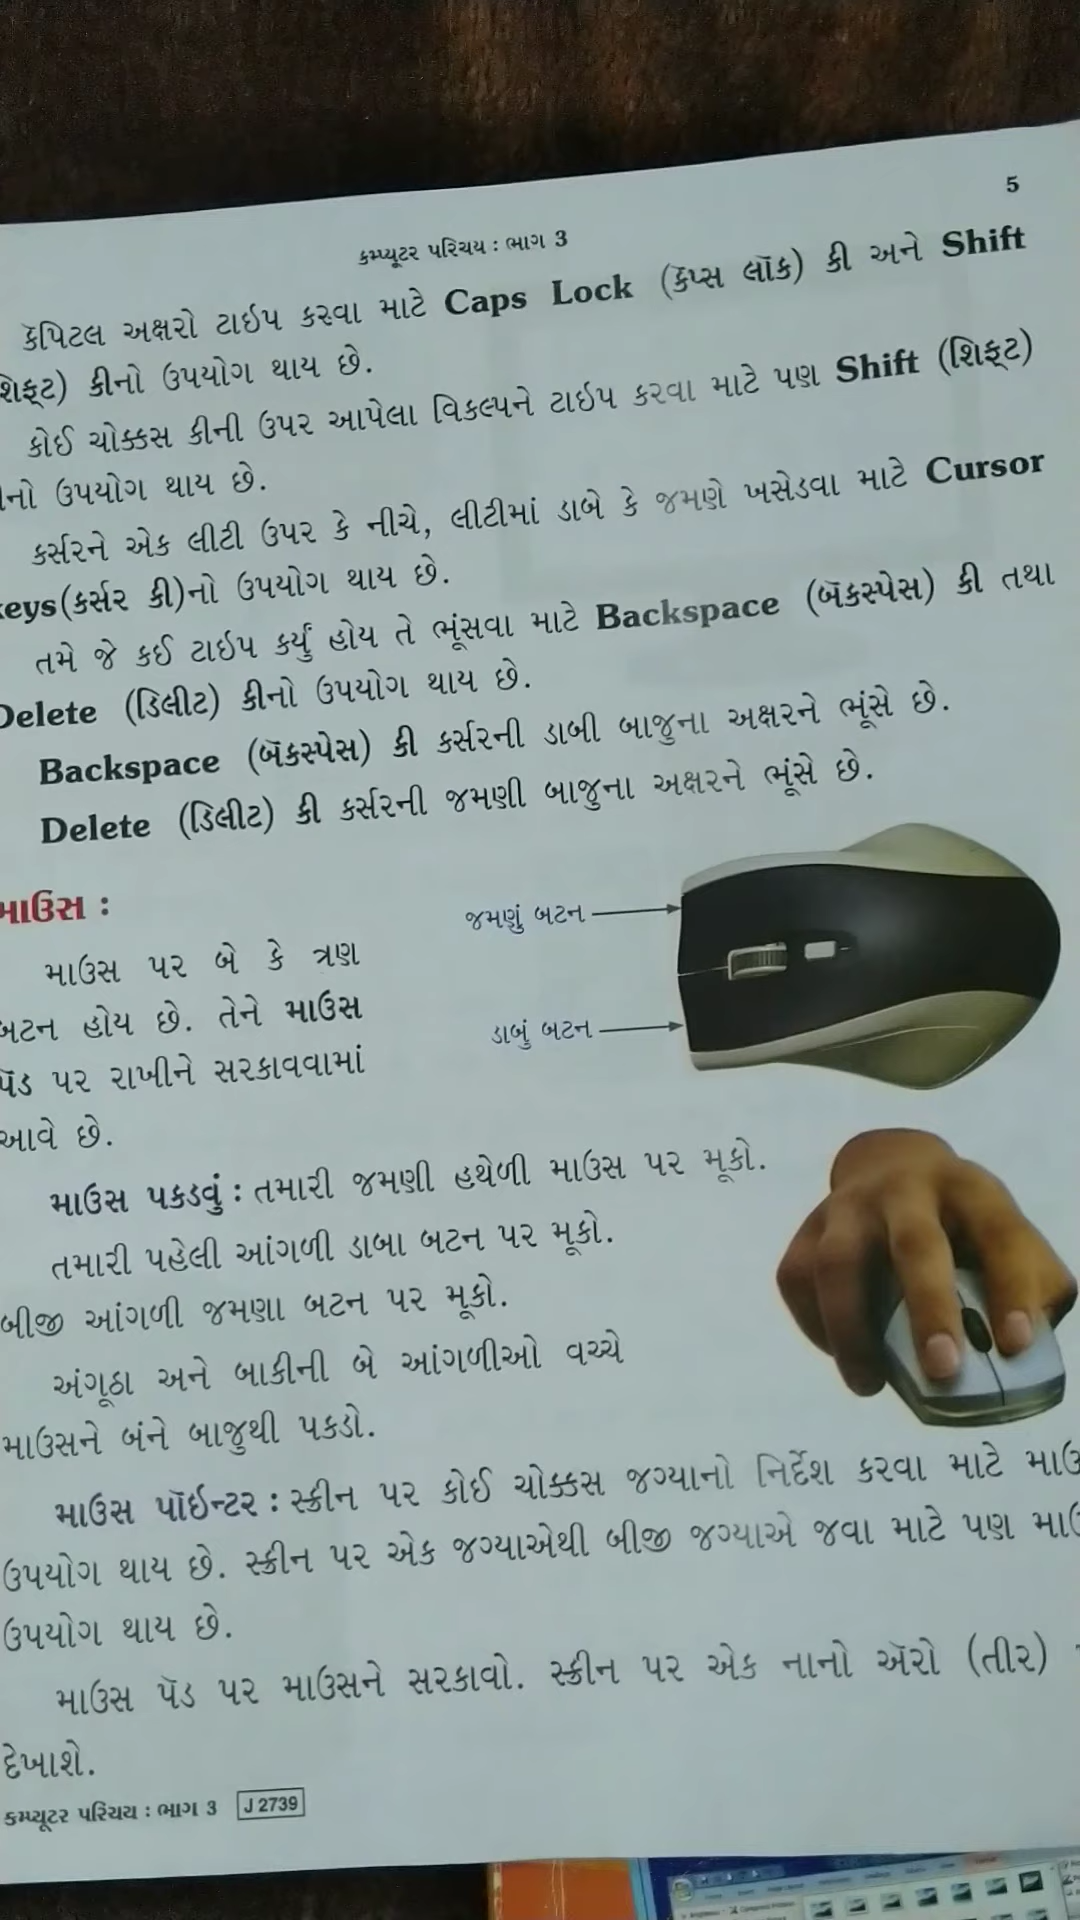 5
કમ્પ્યૂટર પરિચય : ભાગ 3
કૅપિટલ અક્ષરો ટાઇપ કરવા માટે Caps Lock (કૅપ્સ લૉક) કી અને Shift
શિફ્ટ) કીનો ઉપયોગ થાય છે.
કોઈ ચોક્કસ કીની ઉપર આપેલા વિકલ્પને ટાઇપ કરવા માટે પણ Shift (શિફ્ટ)
નો ઉપયોગ થાય છે.
કર્સરને એક લીટી ઉપર કે નીચે, લીટીમાં ડાબે કે જમણે ખસેડવા માટે Cursor
keys(કર્સર કી)નો ઉપયોગ થાય છે.
તમે જે કઈ ટાઇપ કર્યું હોય તે ભૂંસવા માટે Backspace (બૅકસ્પેસ) કી તથા
Delete (ડિલીટ) કીનો ઉપયોગ થાય છે.
Backspace (બૅકસ્પેસ) કી કર્સરની ડાબી બાજુના અક્ષરને ભૂંસે છે.
Delete (ડિલીટ) કી કર્સરની જમણી બાજુના અક્ષરને ભૂંસે છે.
માઉસ :
જમણું બટન
માઉસ પર બે કે ત્રણ
બટન હોય છે. તેને માઉસ
ડાબું બટન
પૅડ પર રાખીને સરકાવવામાં
આવે છે.
માઉસ પકડવું : તમારી જમણી હથેળી માઉસ પર મૂકો.
તમારી પહેલી આંગળી ડાબા બટન પર મૂકો.
બીજી આંગળી જમણા બટન પર મૂકો.
અંગૂઠા અને બાકીની બે આંગળીઓ વચ્ચે
માઉસને બંને બાજુથી પકડો.
માઉસ પૉઇન્ટર : સ્ક્રીન પર કોઈ ચોક્કસ જગ્યાનો નિર્દેશ કરવા માટે માઉ
ઉપયોગ થાય છે. સ્ક્રીન પર એક જગ્યાએથી બીજી જગ્યાએ જવા માટે પણ માઉ
ઉપયોગ થાય છે.
માઉસ પૅડ પર માઉસને સરકાવો. સ્ક્રીન પર એક નાનો ઍરો (તીર)
દેખાશે.
કમ્પ્યૂટર પરિચય : ભાગ 3 J 2739